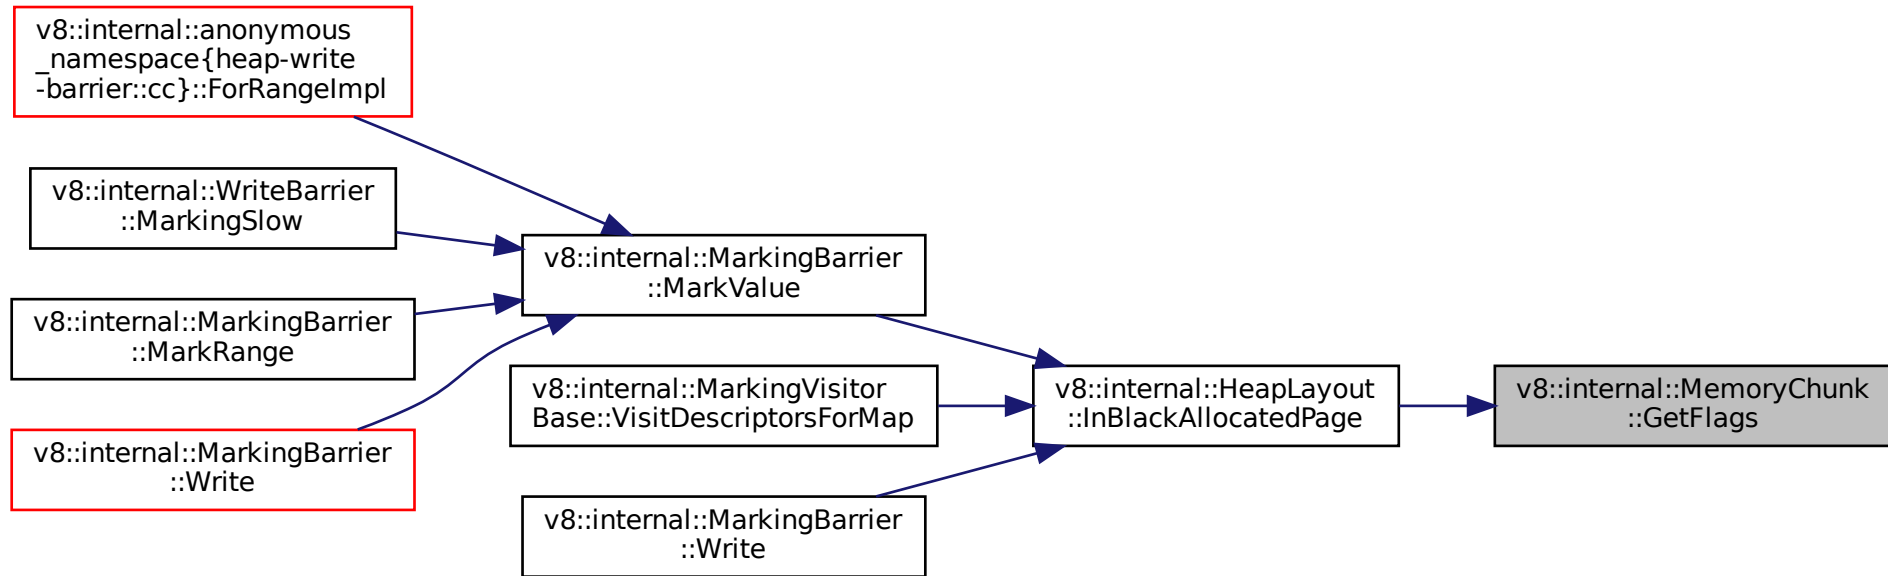 v8::internal::anonymous
_namespace{heap-write
-barrier::cc}::ForRangeImpl
v8::internal::WriteBarrier
::MarkingSlow
v8::internal::MarkingBarrier
::MarkRange
v8::internal::MarkingBarrier
::Write
v8::internal::MarkingBarrier
::MarkValue
v8::internal::MarkingVisitor
Base::VisitDescriptorsForMap
v8::internal::MarkingBarrier
::Write
v8::internal::HeapLayout
::InBlackAllocatedPage
v8::internal::MemoryChunk
::GetFlags